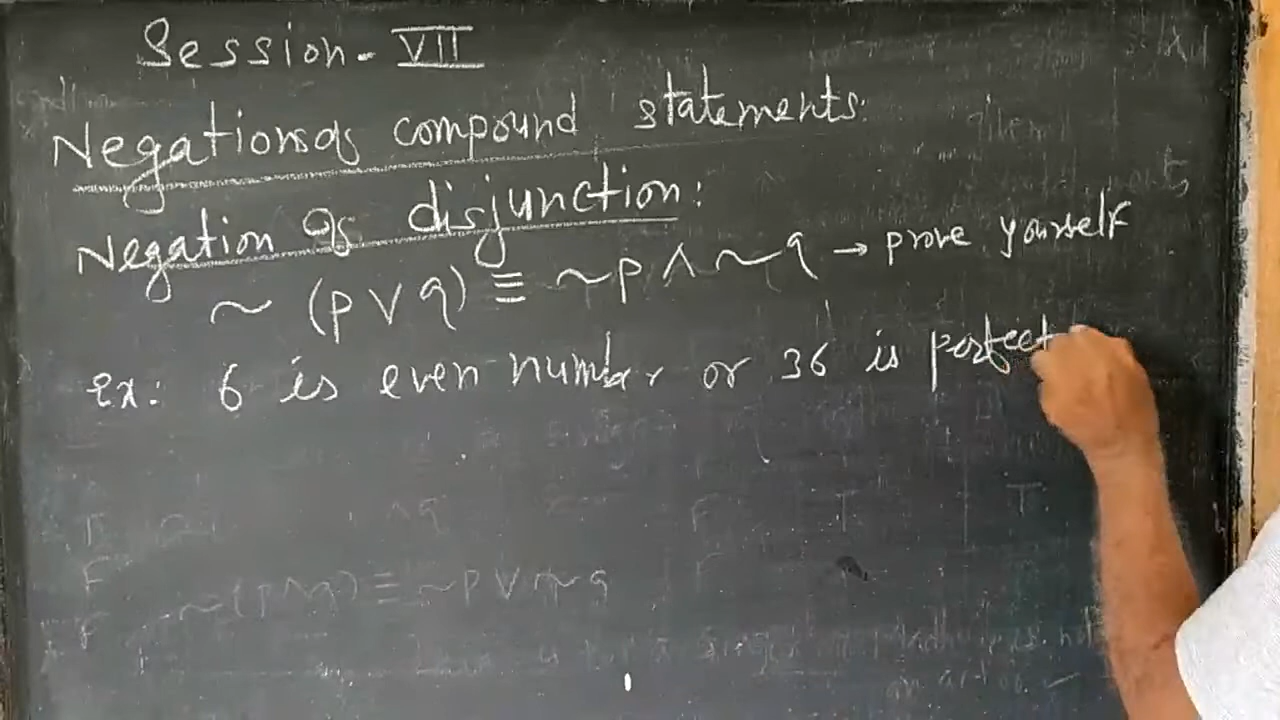 Session - VII
Negations of compound statements.
Negation of disjunction:
~ (p ∨ q) ≡ ~p ∧ ~q → prove yourself
Ex: 6 is even number or 36 is perfect
~(p∧q) ≡ ~p ∨ ~q